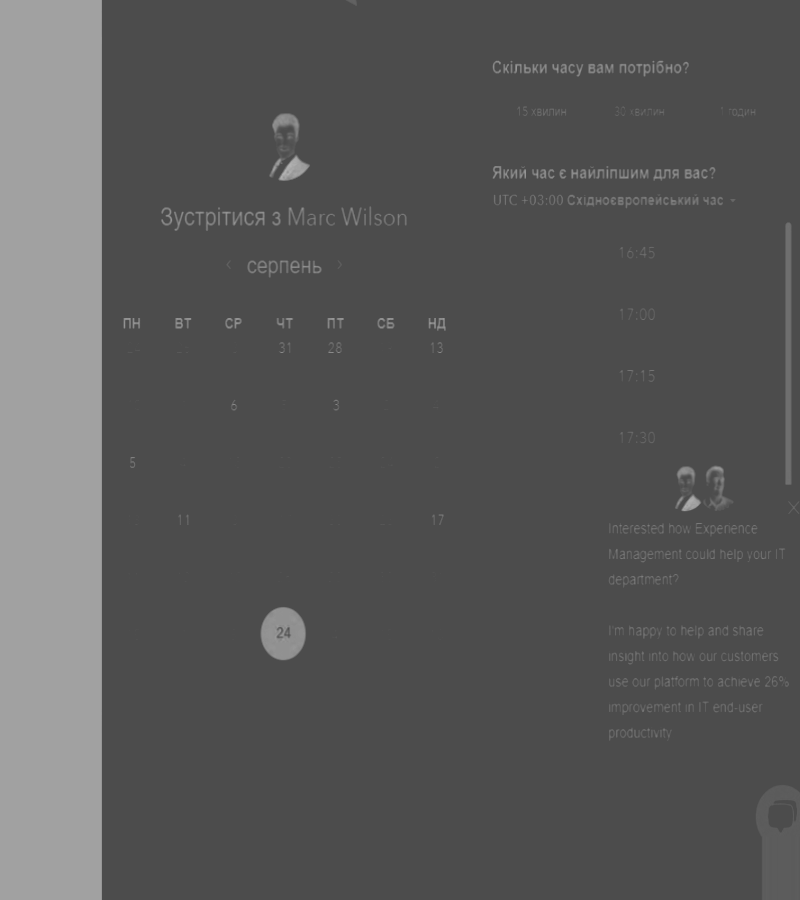 Зустрітися з Marc Wilson
серпень
ПН ВТ СР ЧТ ПТ СБ НД
31 28 13
6 3
5
11 17
24
Скільки часу вам потрібно?
15 хвилин 30 хвилин 1 годин
Який час є найліпшим для вас?
UTC +03:00 Східноєвропейський час
16:45
17:00
17:15
17:30
Interested how Experience
Management could help your IT
department?
I'm happy to help and share
insight into how our customers
use our platform to achieve 26%
improvement in IT end-user
productivity